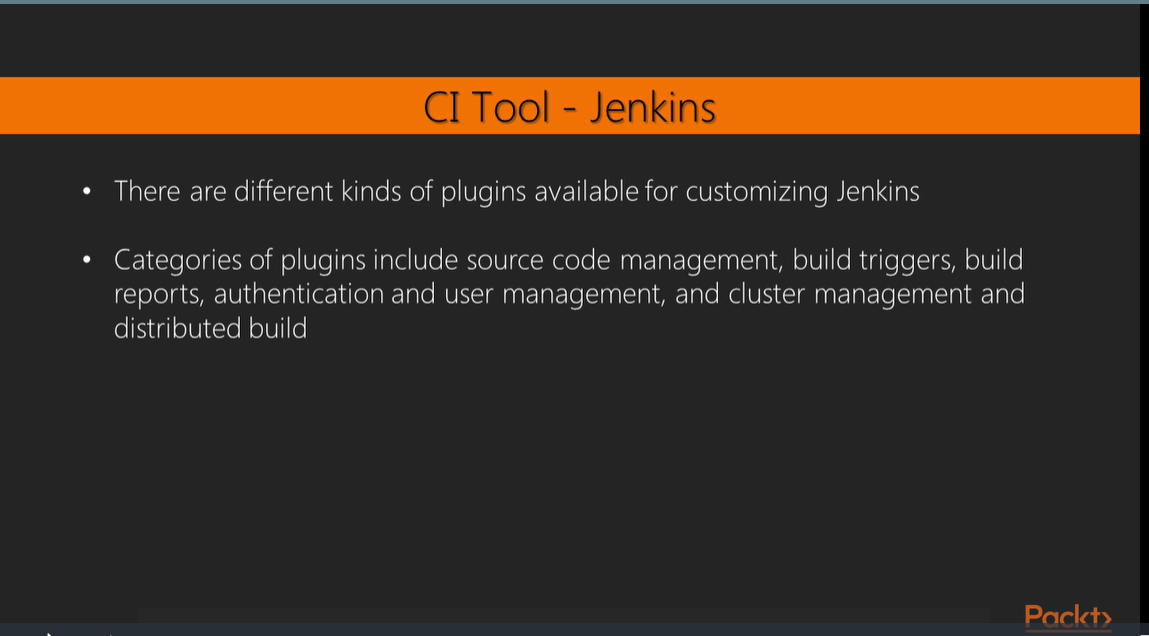 CI Tool - Jenkins
• There are different kinds of plugins available for customizing Jenkins
• Categories of plugins include source code management, build triggers, build
reports, authentication and user management, and cluster management and
distributed build
Packt>